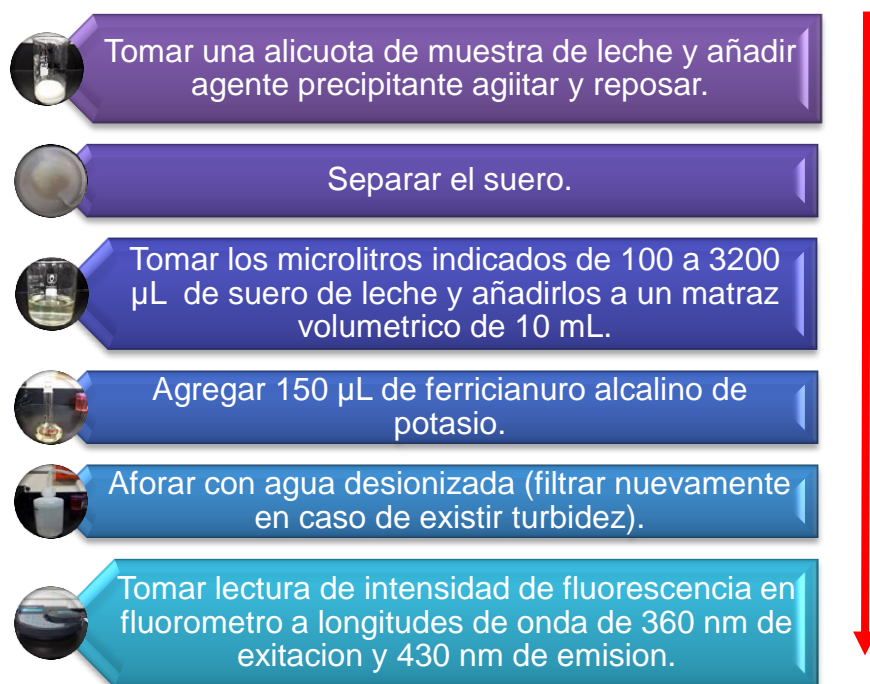 Tomar una alicuota de muestra de leche y añadir
agente precipitante agiitar y reposar.
Separar el suero.
Tomar los microlitros indicados de 100 a 3200
µL de suero de leche y añadirlos a un matraz
volumetrico de 10 mL.
Agregar 150 µL de ferricianuro alcalino de
potasio.
Aforar con agua desionizada (filtrar nuevamente
en caso de existir turbidez).
Tomar lectura de intensidad de fluorescencia en
fluorometro a longitudes de onda de 360 nm de
exitacion y 430 nm de emision.